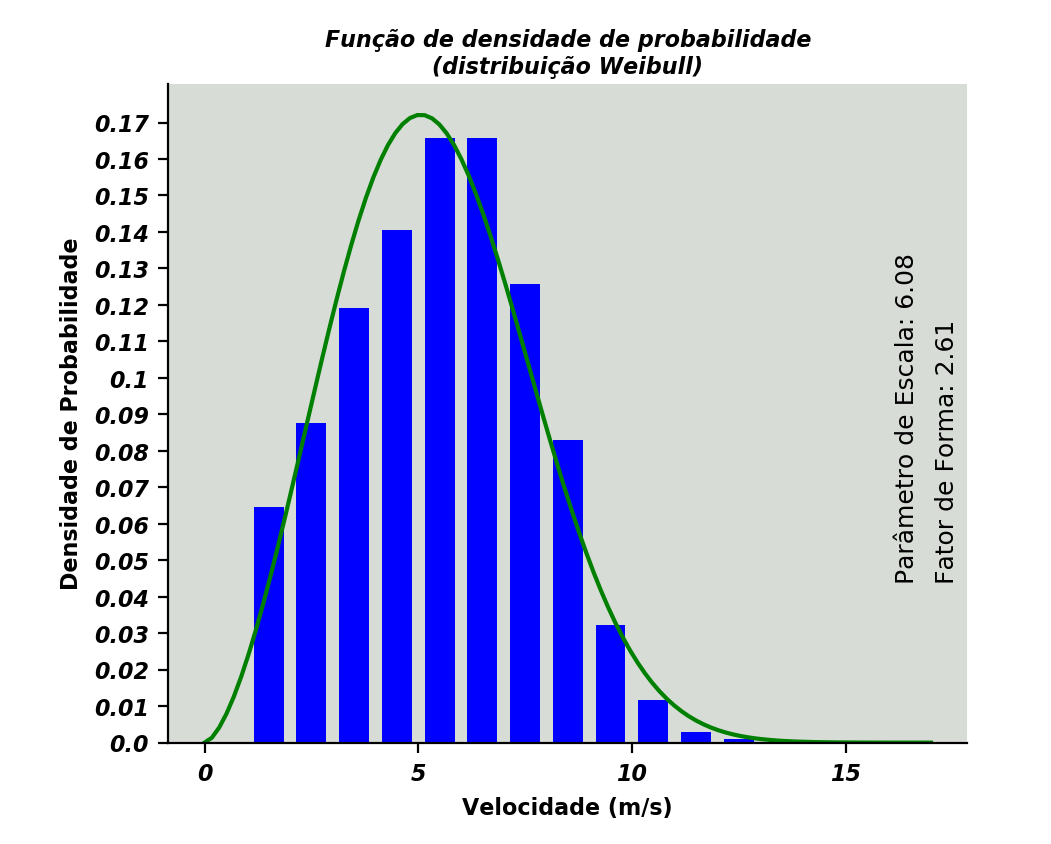 Função de densidade de probabilidade
(distribuição Weibull)
0.17
0.16
0.15
0.14
0.13
0.12
0.11
0.1
0.09
0.08
0.07
0.06
0.05
0.04
0.03
0.02
0.01
0.0
Densidade de Probabilidade
0 5 10 15
Velocidade (m/s)
Parâmetro de Escala: 6.08
Fator de Forma: 2.61